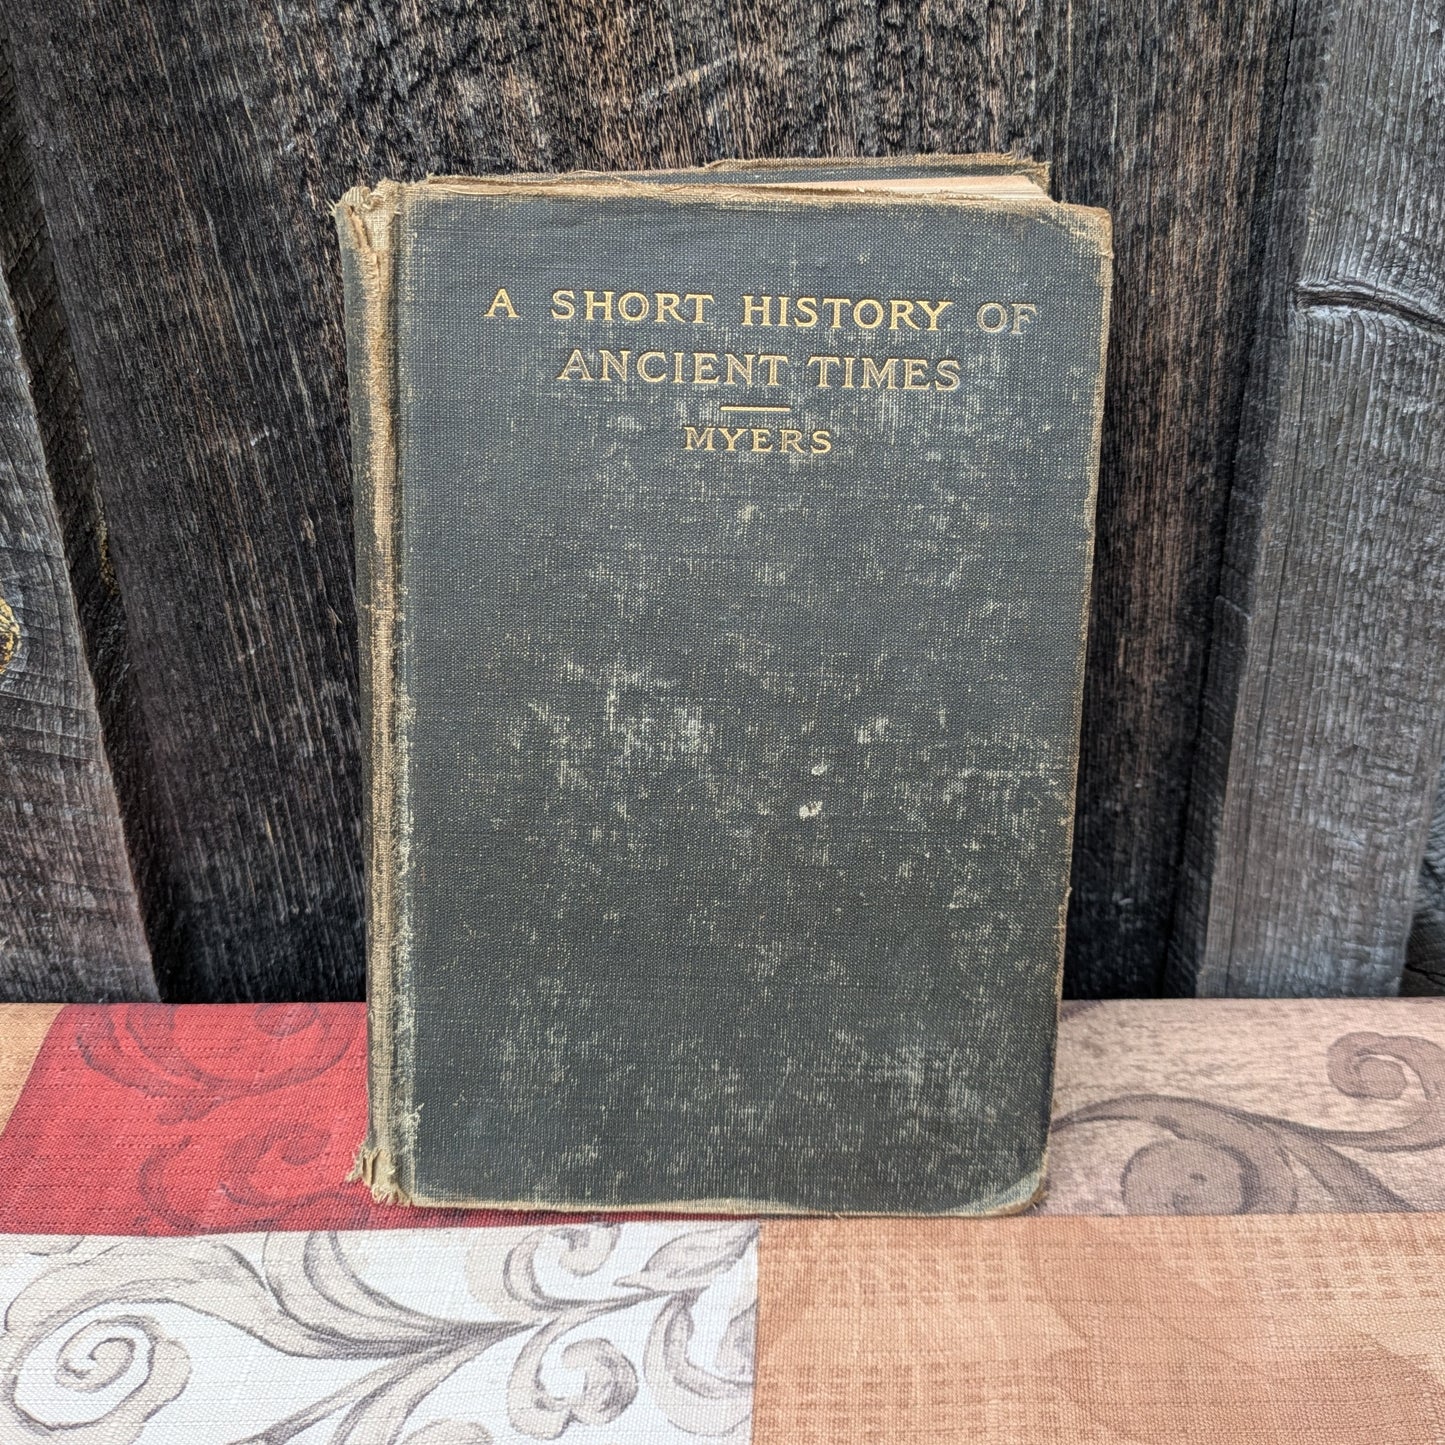 A SHORT HISTORY OF
ANCIENT TIMES
MYERS